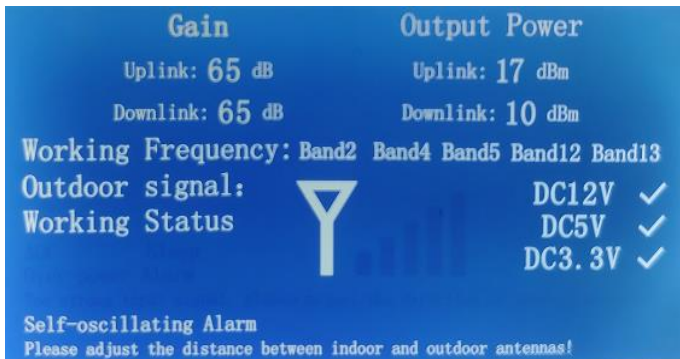 Gain Output Power
Uplink: 65 dB Uplink: 17 dBm
Downlink: 65 dB Downlink: 10 dBm
Working Frequency: Band2 Band4 Band5 Band12 Band13
Outdoor signal: DC12V ✓
Working Status DC5V ✓
DC3.3V ✓
Self-oscillating Alarm
Please adjust the distance between indoor and outdoor antennas!